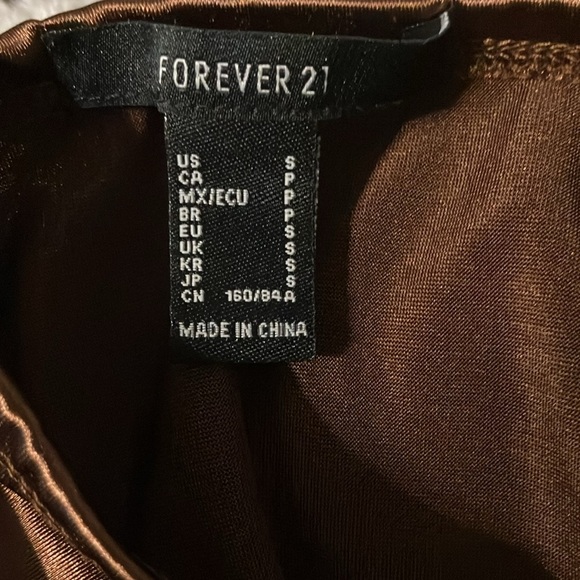 FOREVER 21
US S
CA P
MX/ECU P
BR P
EU S
UK S
KR S
JP S
CN 160/84A
MADE IN CHINA